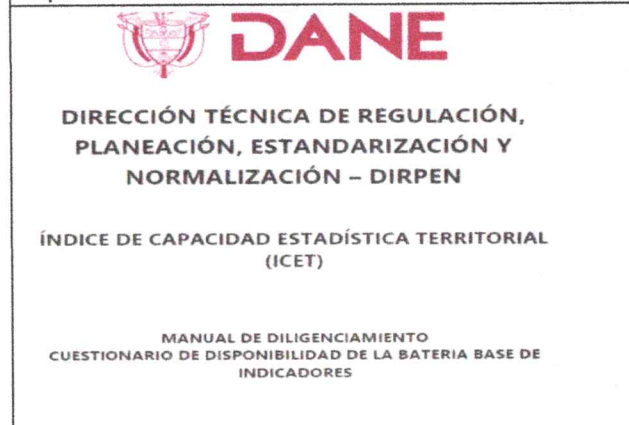 DANE
DIRECCIÓN TÉCNICA DE REGULACIÓN,
PLANEACIÓN, ESTANDARIZACIÓN Y
NORMALIZACIÓN – DIRPEN
ÍNDICE DE CAPACIDAD ESTADÍSTICA TERRITORIAL
(ICET)
MANUAL DE DILIGENCIAMIENTO
CUESTIONARIO DE DISPONIBILIDAD DE LA BATERIA BASE DE
INDICADORES